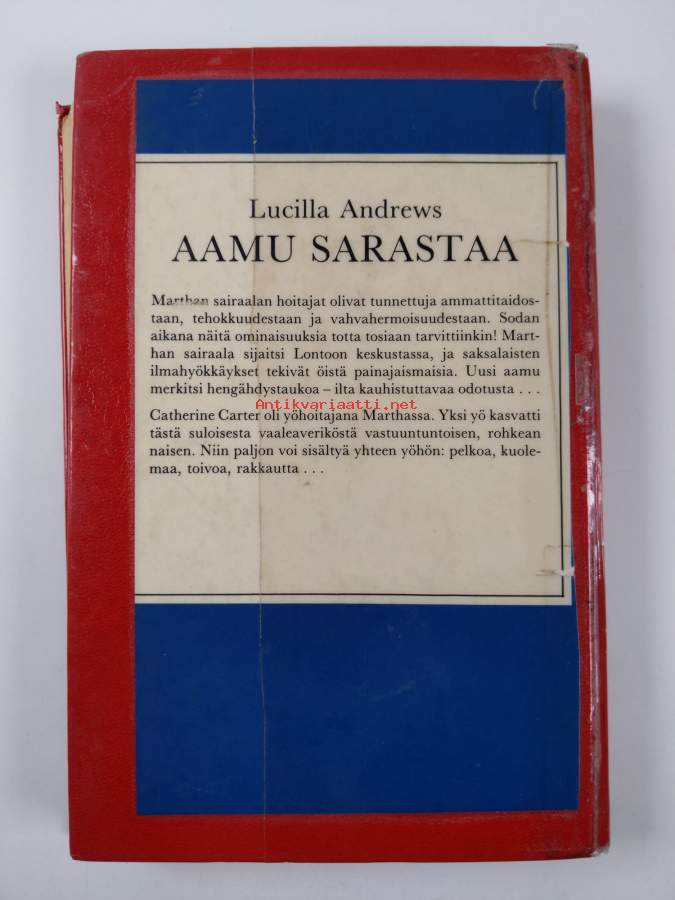 Lucilla Andrews
AAMU SARASTAA
Marthan sairaalan hoitajat olivat tunnettuja ammattitaidos-
taan, tehokkuudestaan ja vahvahermoisuudestaan. Sodan
aikana näitä ominaisuuksia totta tosiaan tarvittiinkin! Mart-
han sairaala sijaitsi Lontoon keskustassa, ja saksalaisten
ilmahyökkäykset tekivät öistä painajaismaisia. Uusi aamu
merkitsi hengähdystaukoa – ilta kauhistuttavaa odotusta . . .
Antikvariaatti.net
Catherine Carter oli yöhoitajana Marthassa. Yksi yö kasvatti
tästä suloisesta vaaleaveriköstä vastuuntuntoisen, rohkean
naisen. Niin paljon voi sisältyä yhteen yöhön: pelkoa, kuole-
maa, toivoa, rakkautta . . .